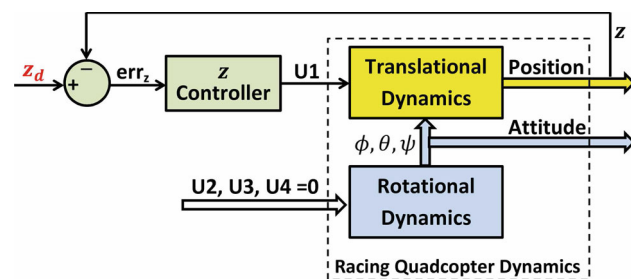 z
z_d
−
+
err_z
z
Controller
U1
Translational
Dynamics
Position
Attitude
ϕ, θ, ψ
U2, U3, U4 =0
Rotational
Dynamics
Racing Quadcopter Dynamics